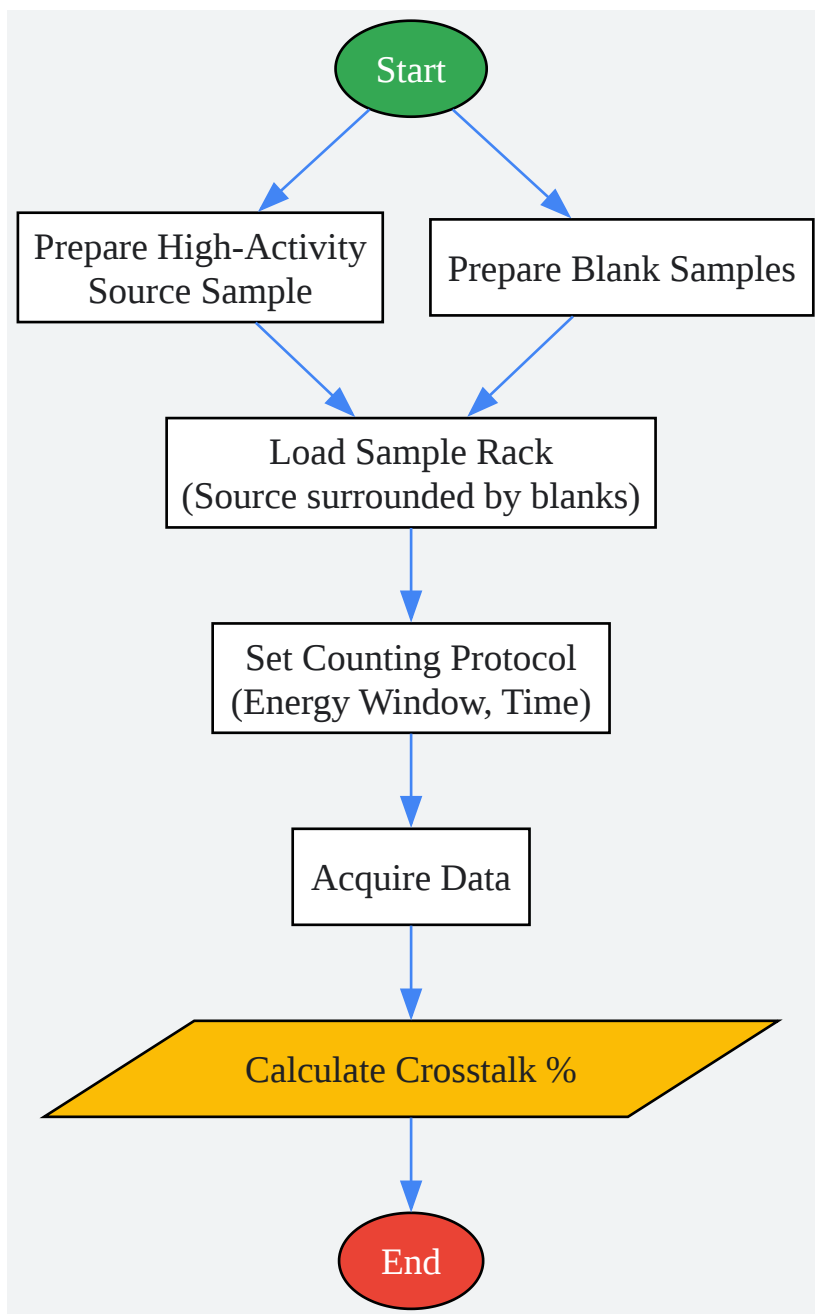 Start
Prepare High-Activity
Source Sample
Prepare Blank Samples
Load Sample Rack
(Source surrounded by blanks)
Set Counting Protocol
(Energy Window, Time)
Acquire Data
Calculate Crosstalk %
End